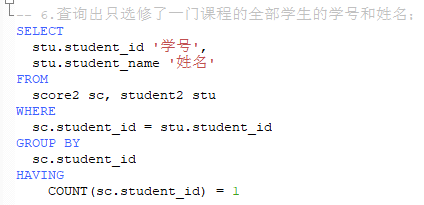 -- 6.查询出只选修了一门课程的全部学生的学号和姓名;
SELECT
stu.student_id '学号',
stu.student_name '姓名'
FROM
score2 sc, student2 stu
WHERE
sc.student_id = stu.student_id
GROUP BY
sc.student_id
HAVING
COUNT(sc.student_id) = 1